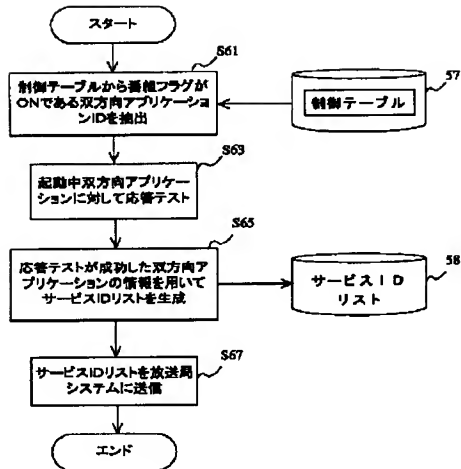 スタート
S61
制御テーブルから番組フラグが
ONである双方向アプリケーション
IDを抽出
57
制御テーブル
S63
起動中双方向アプリケー
ションに対して応答テスト
S65
応答テストが成功した双方向ア
プリケーションの情報を用いて
サービスIDリストを生成
58
サービスID
リスト
S67
サービスIDリストを放送局
システムに送信
エンド